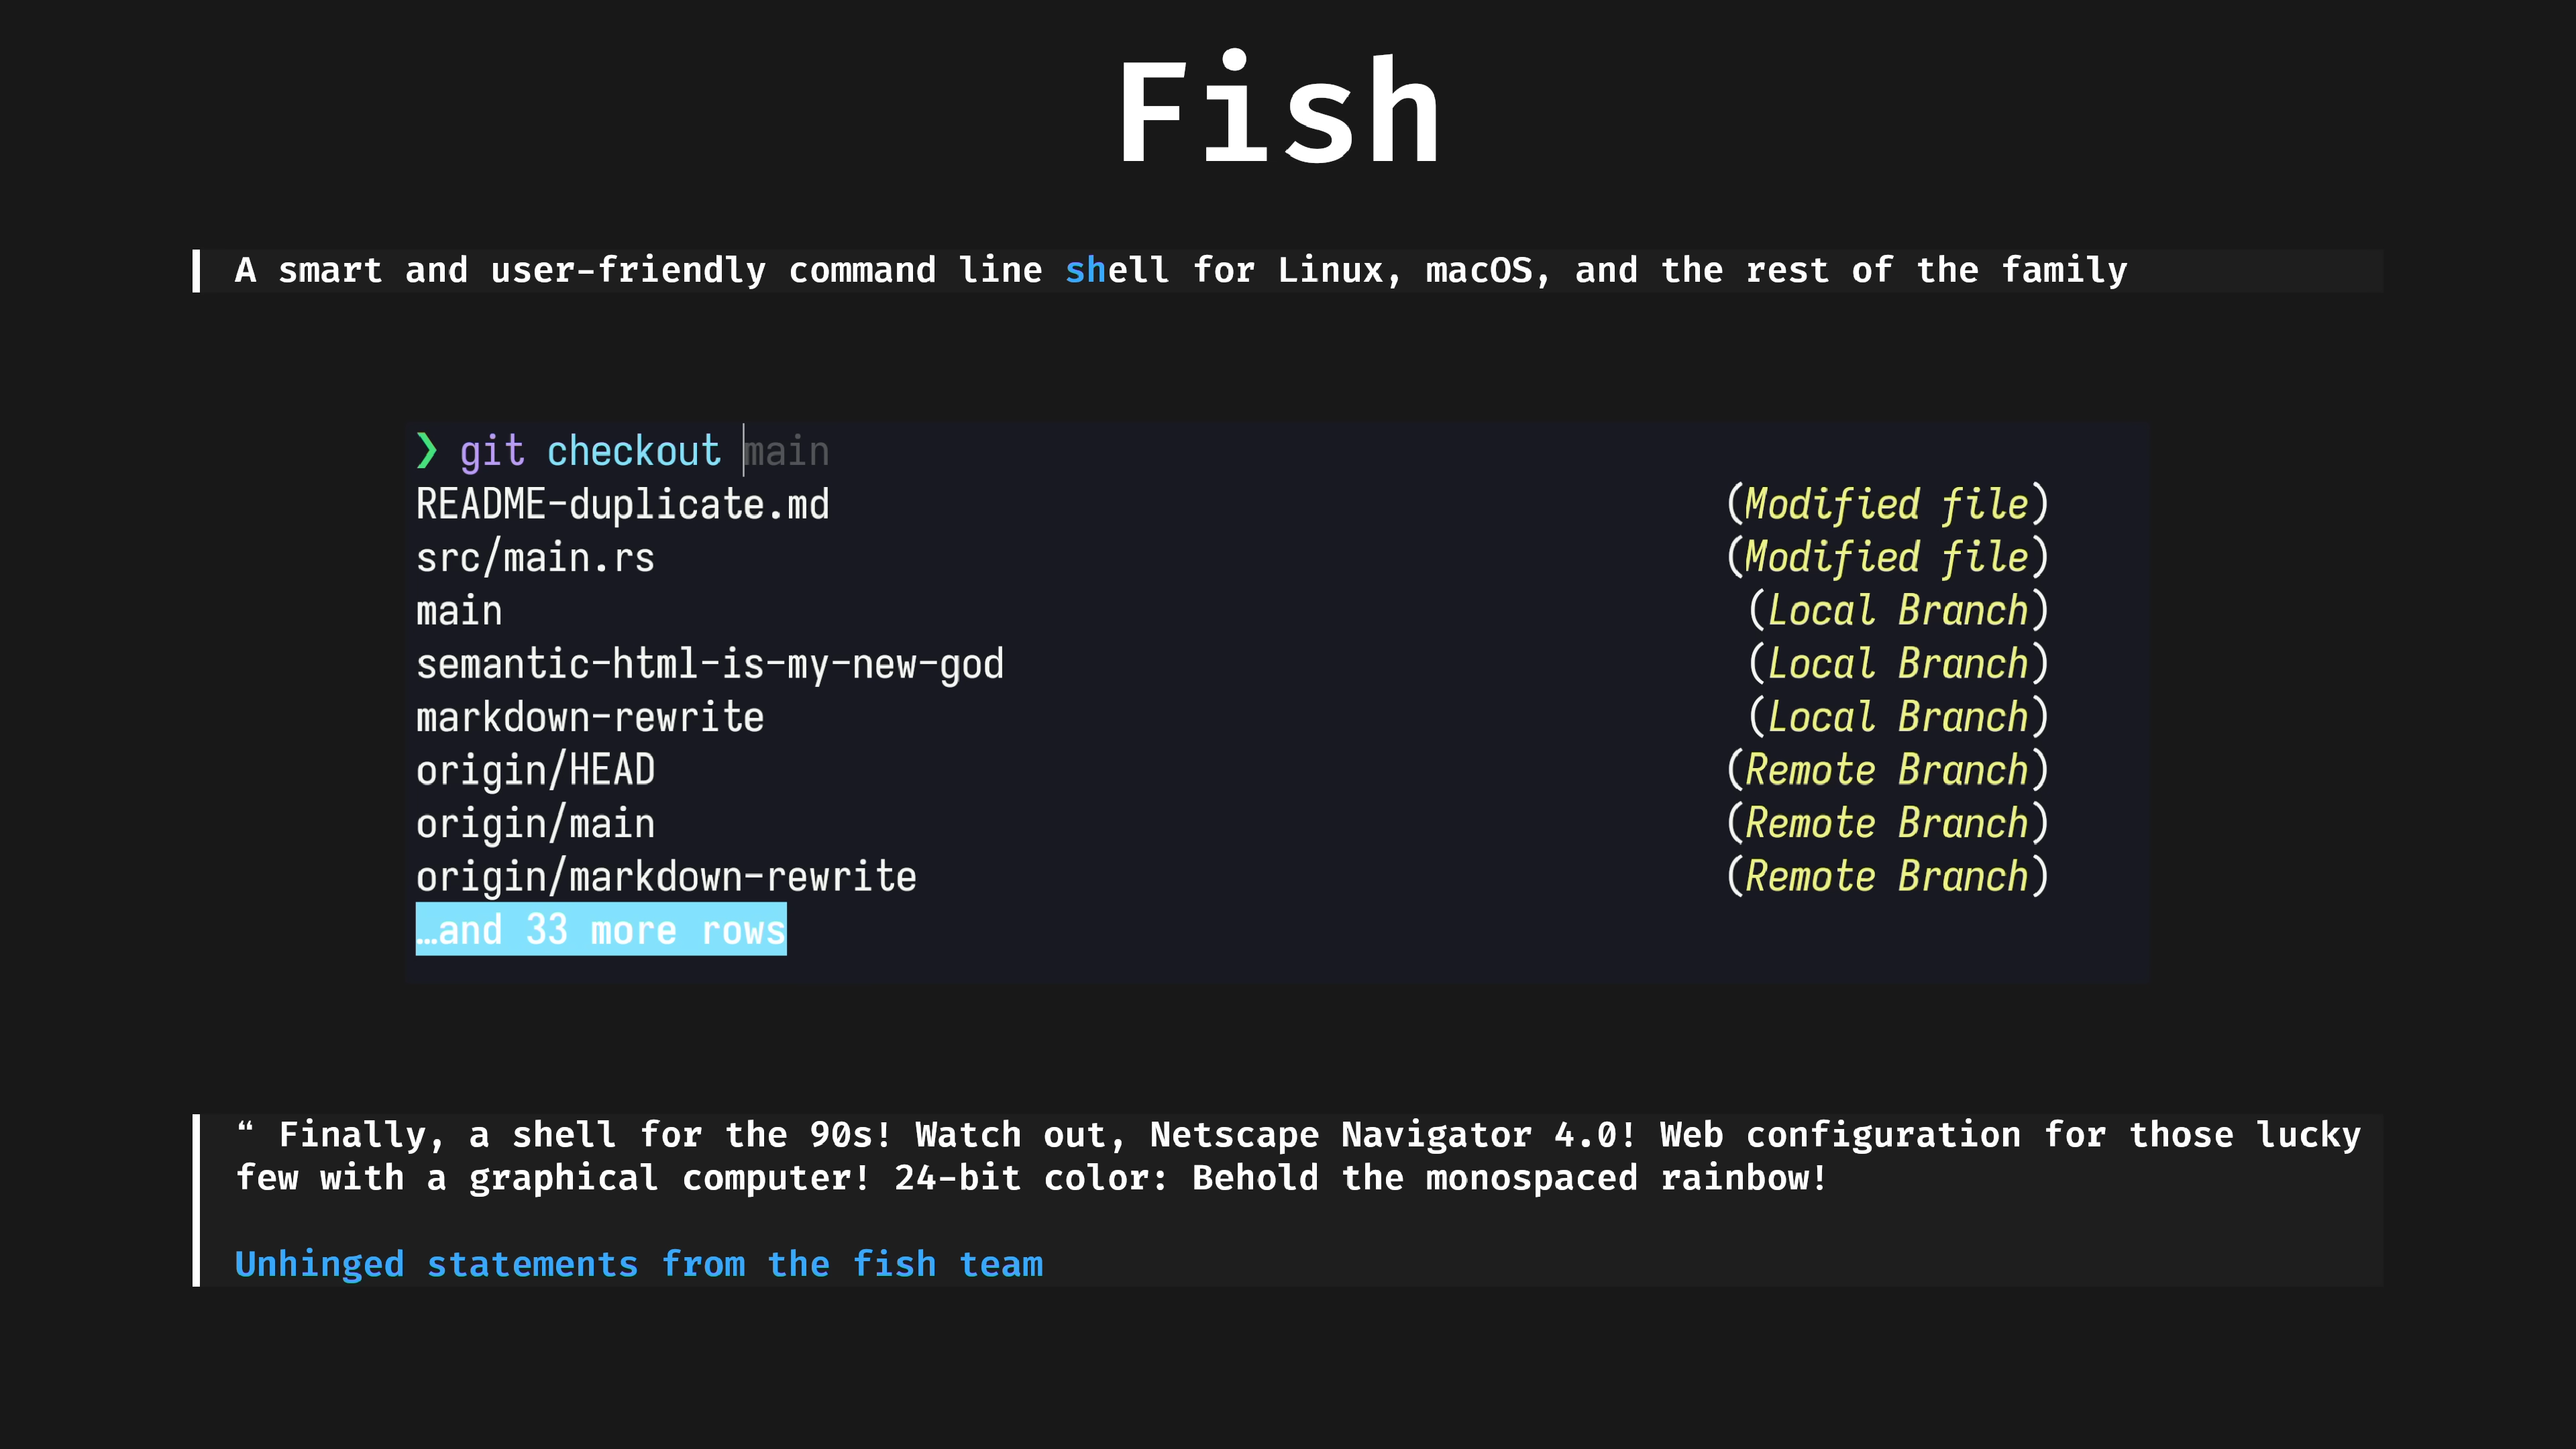 Fish
A smart and user-friendly command line shell for Linux, macOS, and the rest of the family
❯ git checkout main
README-duplicate.md (Modified file)
src/main.rs (Modified file)
main (Local Branch)
semantic-html-is-my-new-god (Local Branch)
markdown-rewrite (Local Branch)
origin/HEAD (Remote Branch)
origin/main (Remote Branch)
origin/markdown-rewrite (Remote Branch)
…and 33 more rows
“ Finally, a shell for the 90s! Watch out, Netscape Navigator 4.0! Web configuration for those lucky
few with a graphical computer! 24-bit color: Behold the monospaced rainbow!
Unhinged statements from the fish team